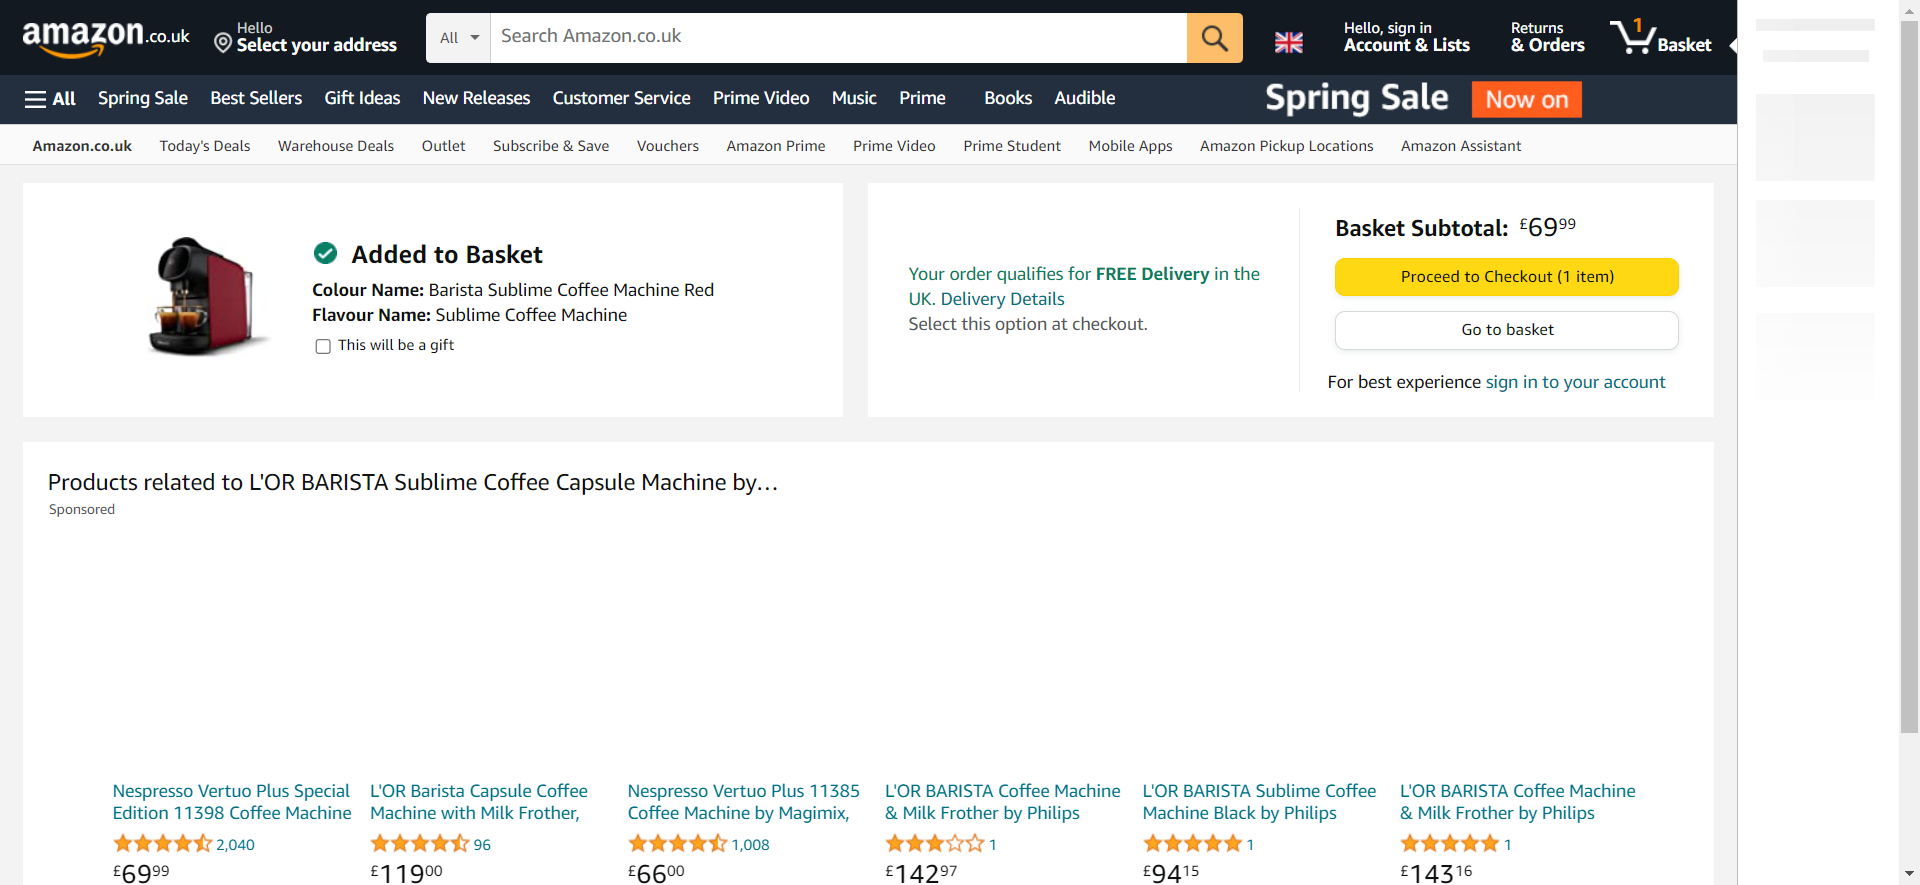 amazon.co.uk
Hello
Select your address
All
Search Amazon.co.uk
Hello, sign in
Account & Lists
Returns
& Orders
1
Basket
All
Spring Sale
Best Sellers
Gift Ideas
New Releases
Customer Service
Prime Video
Music
Prime
Books
Audible
Spring Sale
Now on
Amazon.co.uk
Today's Deals
Warehouse Deals
Outlet
Subscribe & Save
Vouchers
Amazon Prime
Prime Video
Prime Student
Mobile Apps
Amazon Pickup Locations
Amazon Assistant
Added to Basket
Colour Name: Barista Sublime Coffee Machine Red
Flavour Name: Sublime Coffee Machine
This will be a gift
Your order qualifies for FREE Delivery in the
UK. Delivery Details
Select this option at checkout.
Basket Subtotal: £69.99
Proceed to Checkout (1 item)
Go to basket
For best experience sign in to your account
Products related to L'OR BARISTA Sublime Coffee Capsule Machine by...
Sponsored
Nespresso Vertuo Plus Special
Edition 11398 Coffee Machine
2,040
£69.99
L'OR Barista Capsule Coffee
Machine with Milk Frother,
96
£119.00
Nespresso Vertuo Plus 11385
Coffee Machine by Magimix,
1,008
£66.00
L'OR BARISTA Coffee Machine
& Milk Frother by Philips
1
£142.97
L'OR BARISTA Sublime Coffee
Machine Black by Philips
1
£94.15
L'OR BARISTA Coffee Machine
& Milk Frother by Philips
1
£143.16